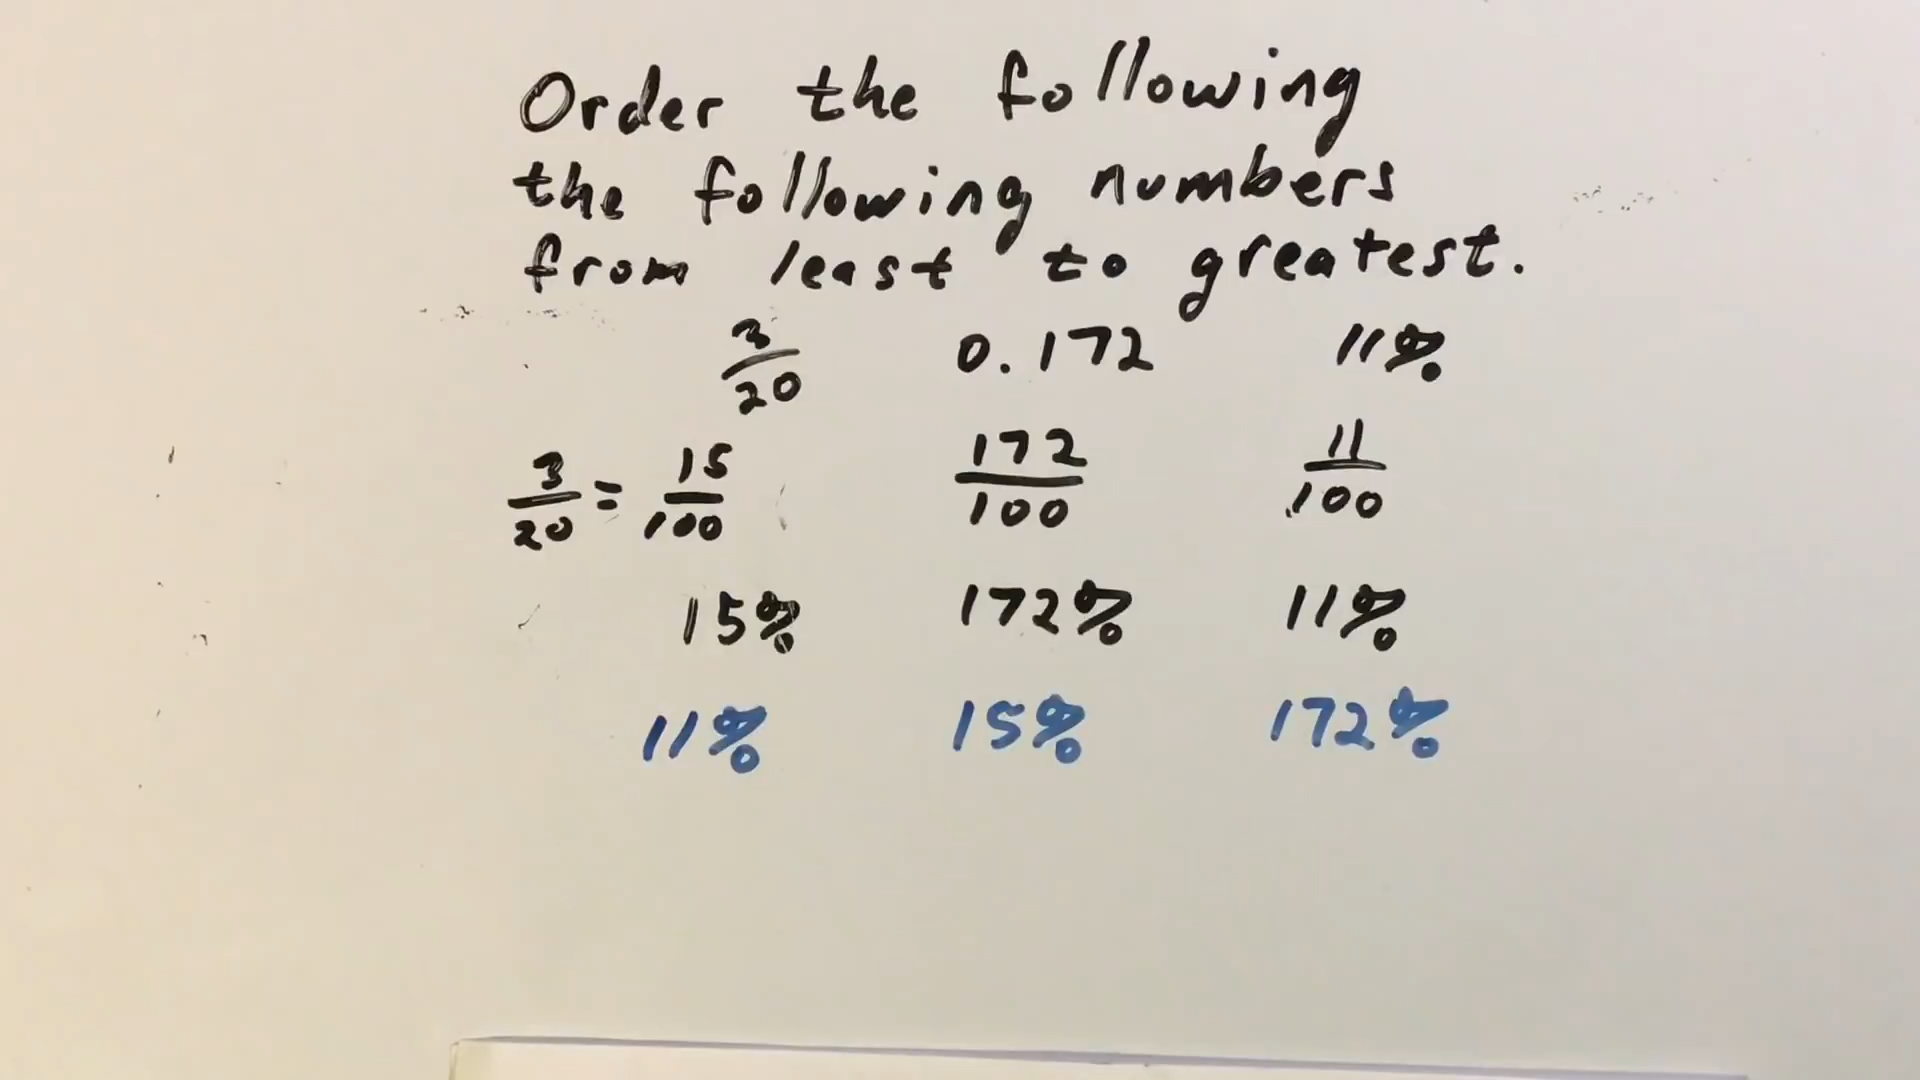 Order the following
the following numbers
from least to greatest.
3/20 0.172 11%
3/20 = 15/100 172/100 11/100
15% 172% 11%
11% 15% 172%